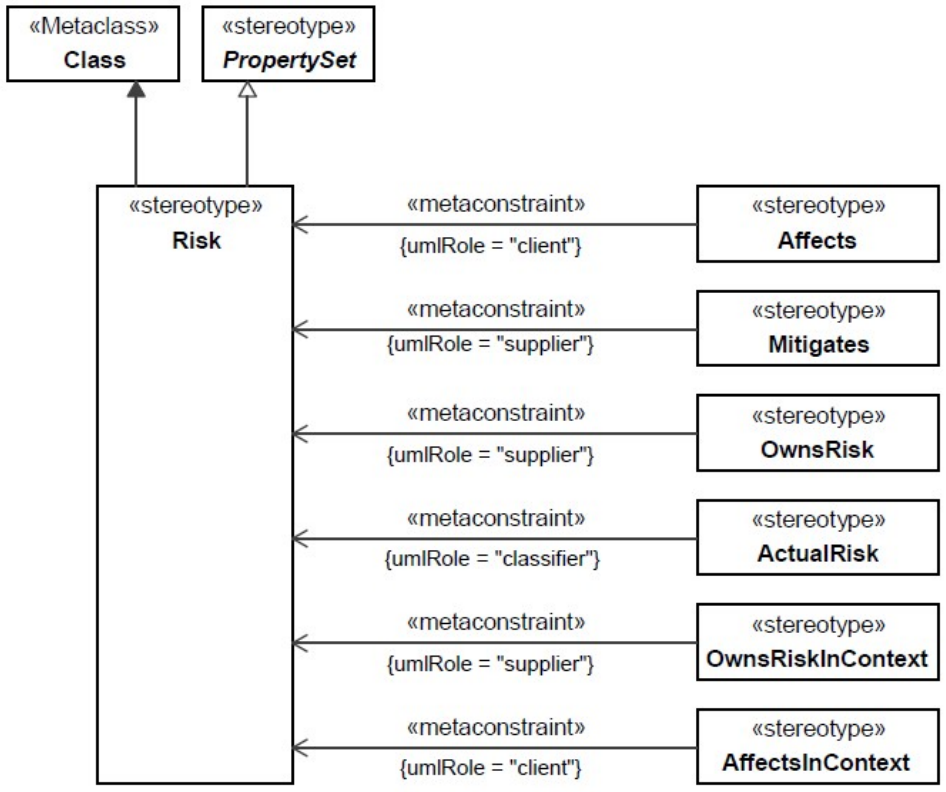 «Metaclass»
Class
«stereotype»
PropertySet
«stereotype»
Risk
«metaconstraint»
{umlRole = "client"}
«stereotype»
Affects
«metaconstraint»
{umlRole = "supplier"}
«stereotype»
Mitigates
«metaconstraint»
{umlRole = "supplier"}
«stereotype»
OwnsRisk
«metaconstraint»
{umlRole = "classifier"}
«stereotype»
ActualRisk
«metaconstraint»
{umlRole = "supplier"}
«stereotype»
OwnsRiskInContext
«metaconstraint»
{umlRole = "client"}
«stereotype»
AffectsInContext